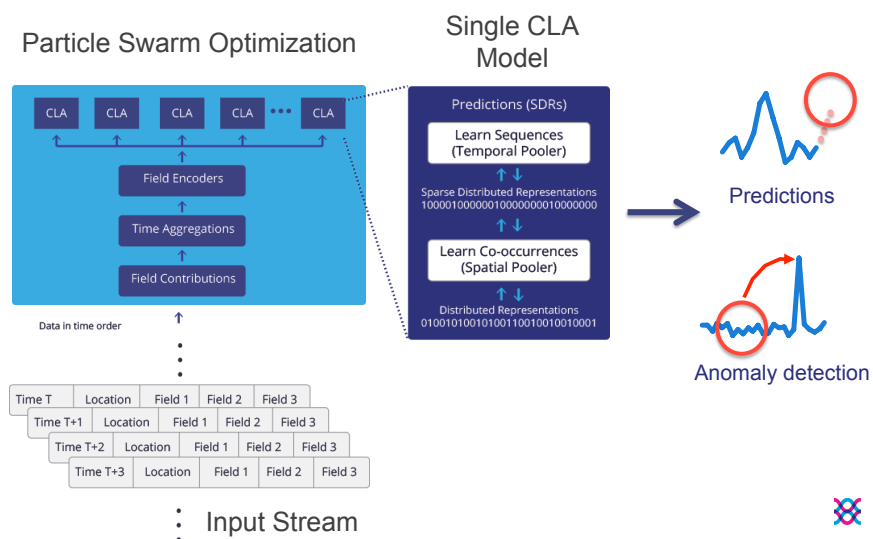 Particle Swarm Optimization
CLA CLA CLA CLA CLA
Field Encoders
Time Aggregations
Field Contributions
Data in time order
Time T Location Field 1 Field 2 Field 3
Time T+1 Location Field 1 Field 2 Field 3
Time T+2 Location Field 1 Field 2 Field 3
Time T+3 Location Field 1 Field 2 Field 3
Input Stream
Single CLA
Model
Predictions (SDRs)
Learn Sequences
(Temporal Pooler)
Sparse Distributed Representations
10000100000010000000010000000
Learn Co-occurrences
(Spatial Pooler)
Distributed Representations
01001010010100110010010010001
Predictions
Anomaly detection